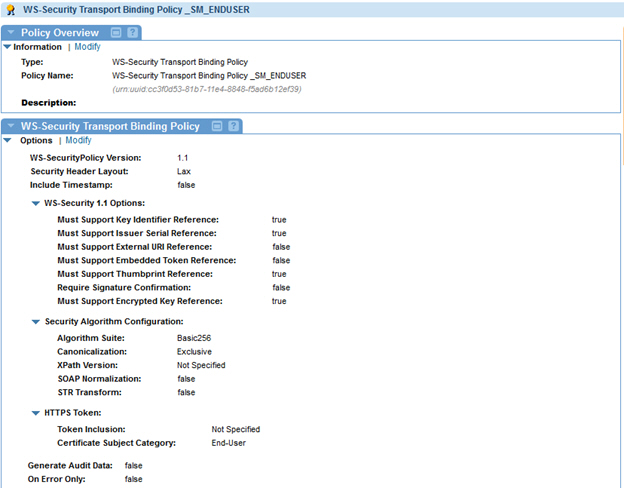 WS-Security Transport Binding Policy _SM_ENDUSER
Policy Overview
Information | Modify
Type: WS-Security Transport Binding Policy
Policy Name: WS-Security Transport Binding Policy _SM_ENDUSER
(urn:uuid:cc3f0d53-81b7-11e4-8848-f5ad6b12ef39)
Description:
WS-Security Transport Binding Policy
Options | Modify
WS-SecurityPolicy Version: 1.1
Security Header Layout: Lax
Include Timestamp: false
WS-Security 1.1 Options:
Must Support Key Identifier Reference: true
Must Support Issuer Serial Reference: true
Must Support External URI Reference: false
Must Support Embedded Token Reference: false
Must Support Thumbprint Reference: true
Require Signature Confirmation: false
Must Support Encrypted Key Reference: true
Security Algorithm Configuration:
Algorithm Suite: Basic256
Canonicalization: Exclusive
XPath Version: Not Specified
SOAP Normalization: false
STR Transform: false
HTTPS Token:
Token Inclusion: Not Specified
Certificate Subject Category: End-User
Generate Audit Data: false
On Error Only: false